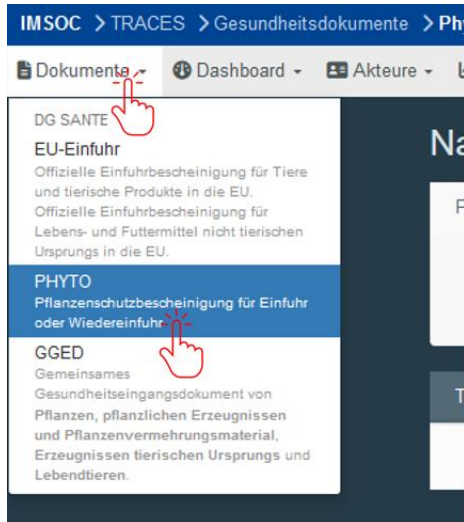 IMSOC > TRACES > Gesundheitsdokumente > Phy
Dokumente Dashboard Akteure
DG SANTE
EU-Einfuhr
Offizielle Einfuhrbescheinigung für Tiere
und tierische Produkte in die EU.
Offizielle Einfuhrbescheinigung für
Lebens- und Futtermittel nicht tierischen
Ursprungs in die EU.
PHYTO
Pflanzenschutzbescheinigung für Einfuhr
oder Wiedereinfuhr
GGED
Gemeinsames
Gesundheitseingangsdokument von
Pflanzen, pflanzlichen Erzeugnissen
und Pflanzenvermehrungsmaterial,
Erzeugnissen tierischen Ursprungs und
Lebendtieren.
Na